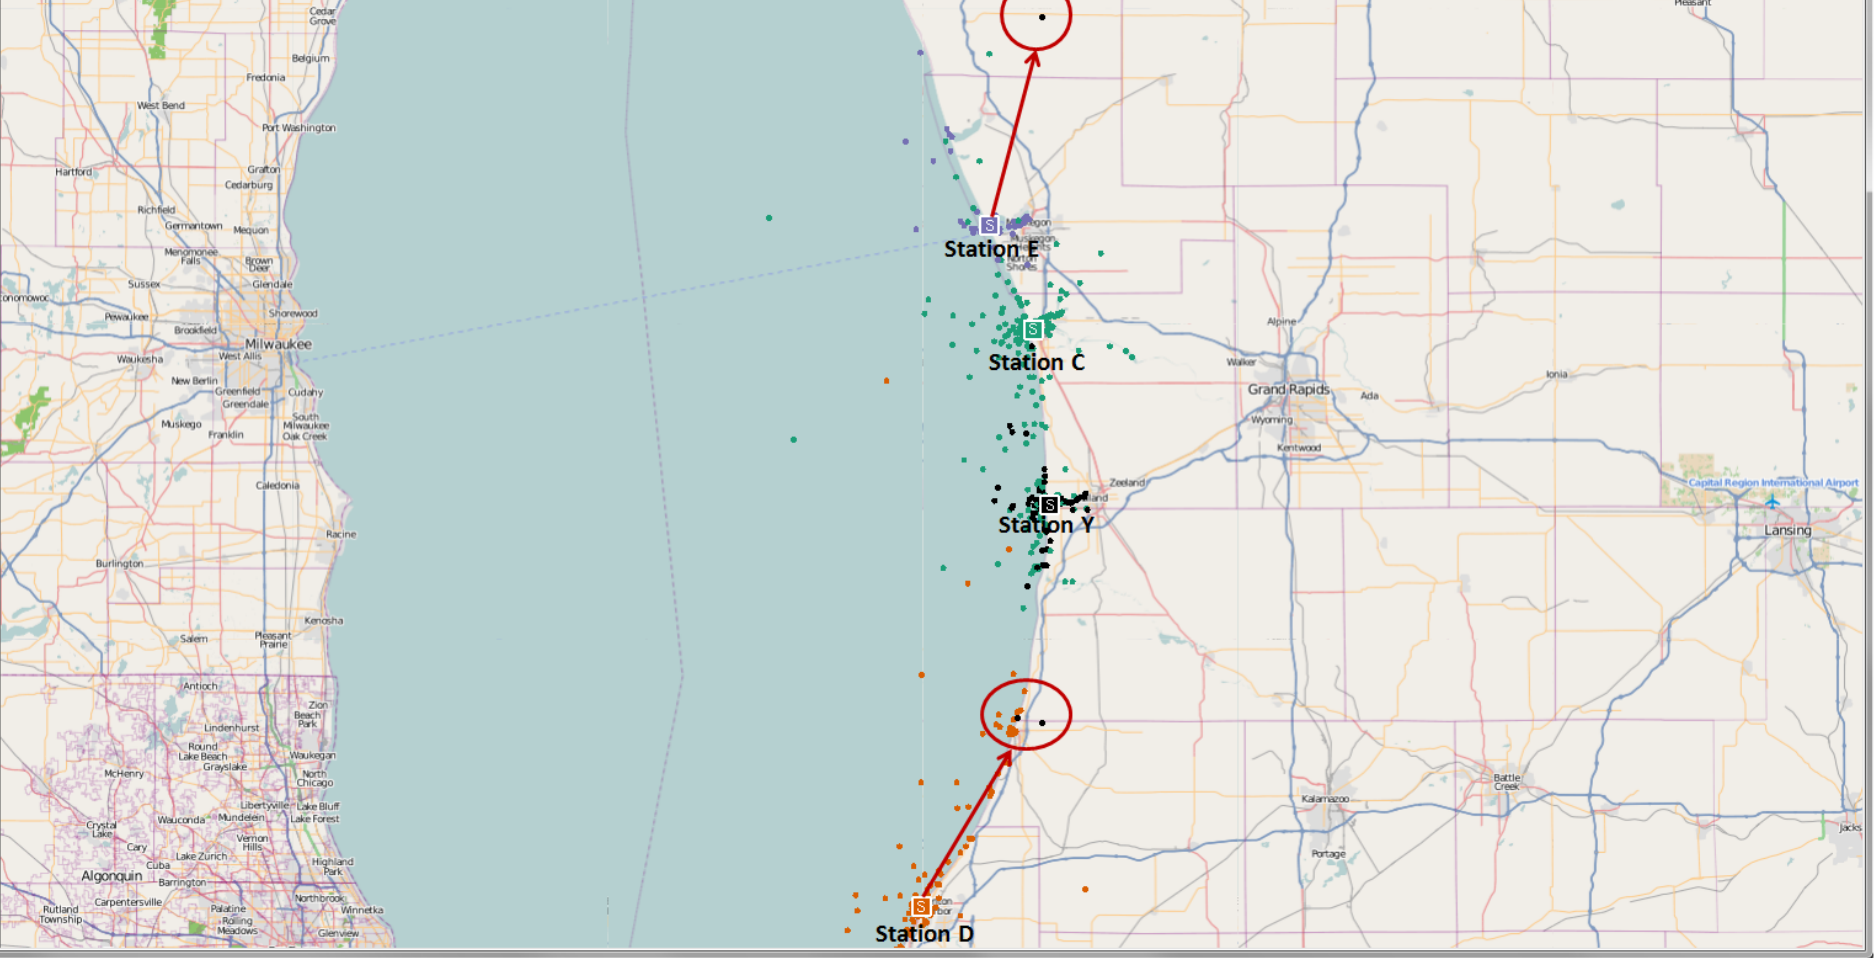 Cedar
Grove
Pleasant
Belgium
Fredonia
West Bend
Port Washington
Hartford
Grafton
Cedarburg
Richfield
Germantown
Mequon
Menomonee
Falls
Brown
Deer
Sussex
Glendale
onomowoc
Pewaukee
Shorewood
Brookfield
Milwaukee
Waukesha
West Allis
New Berlin
Greenfield
Greendale
Cudahy
South
Milwaukee
Oak Creek
Muskego
Franklin
Caledonia
Racine
Burlington
Kenosha
Salem
Pleasant
Prairie
Antioch
Zion
Beach
Park
Lindenhurst
Round
Lake Beach
Grayslake
Waukegan
McHenry
North
Chicago
Libertyville
Lake Bluff
Lake Forest
Wauconda
Mundelein
Crystal
Lake
Vernon
Hills
Cary
Lake Zurich
Cuba
Highland
Park
Algonquin
Barrington
Carpentersville
Northbrook
Rutland
Township
Palatine
Rolling
Meadows
Winnetka
Glenview
S
Station E
Norton
Shores
S
Station C
S
Station Y
Zeeland
S
Station D
Alpine
Walker
Grand Rapids
Ada
Ionia
Wyoming
Kentwood
Capital Region International Airport
Lansing
Battle
Creek
Kalamazoo
Portage
Jacks